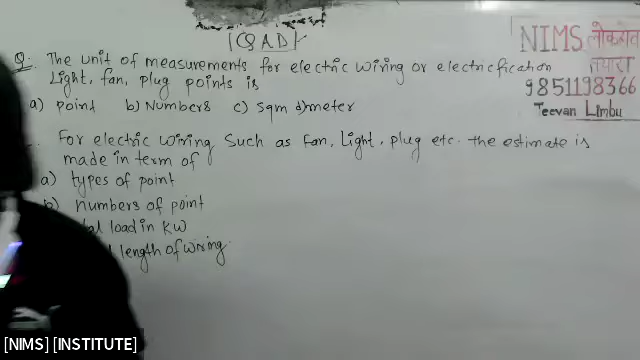 [Q A D]
NIMS लोकसेवा
तयारी
9851198366
Teevan Limbu
Q. The unit of measurements for electric wiring or electricfication
Light, fan, plug points is
a) point b) Numbers c) sqm d) meter
For electric wiring Such as fan, Light, plug etc. the estimate is
made in term of
a) types of point
b) numbers of point
load in KW
length of wiring
[NIMS] [INSTITUTE]